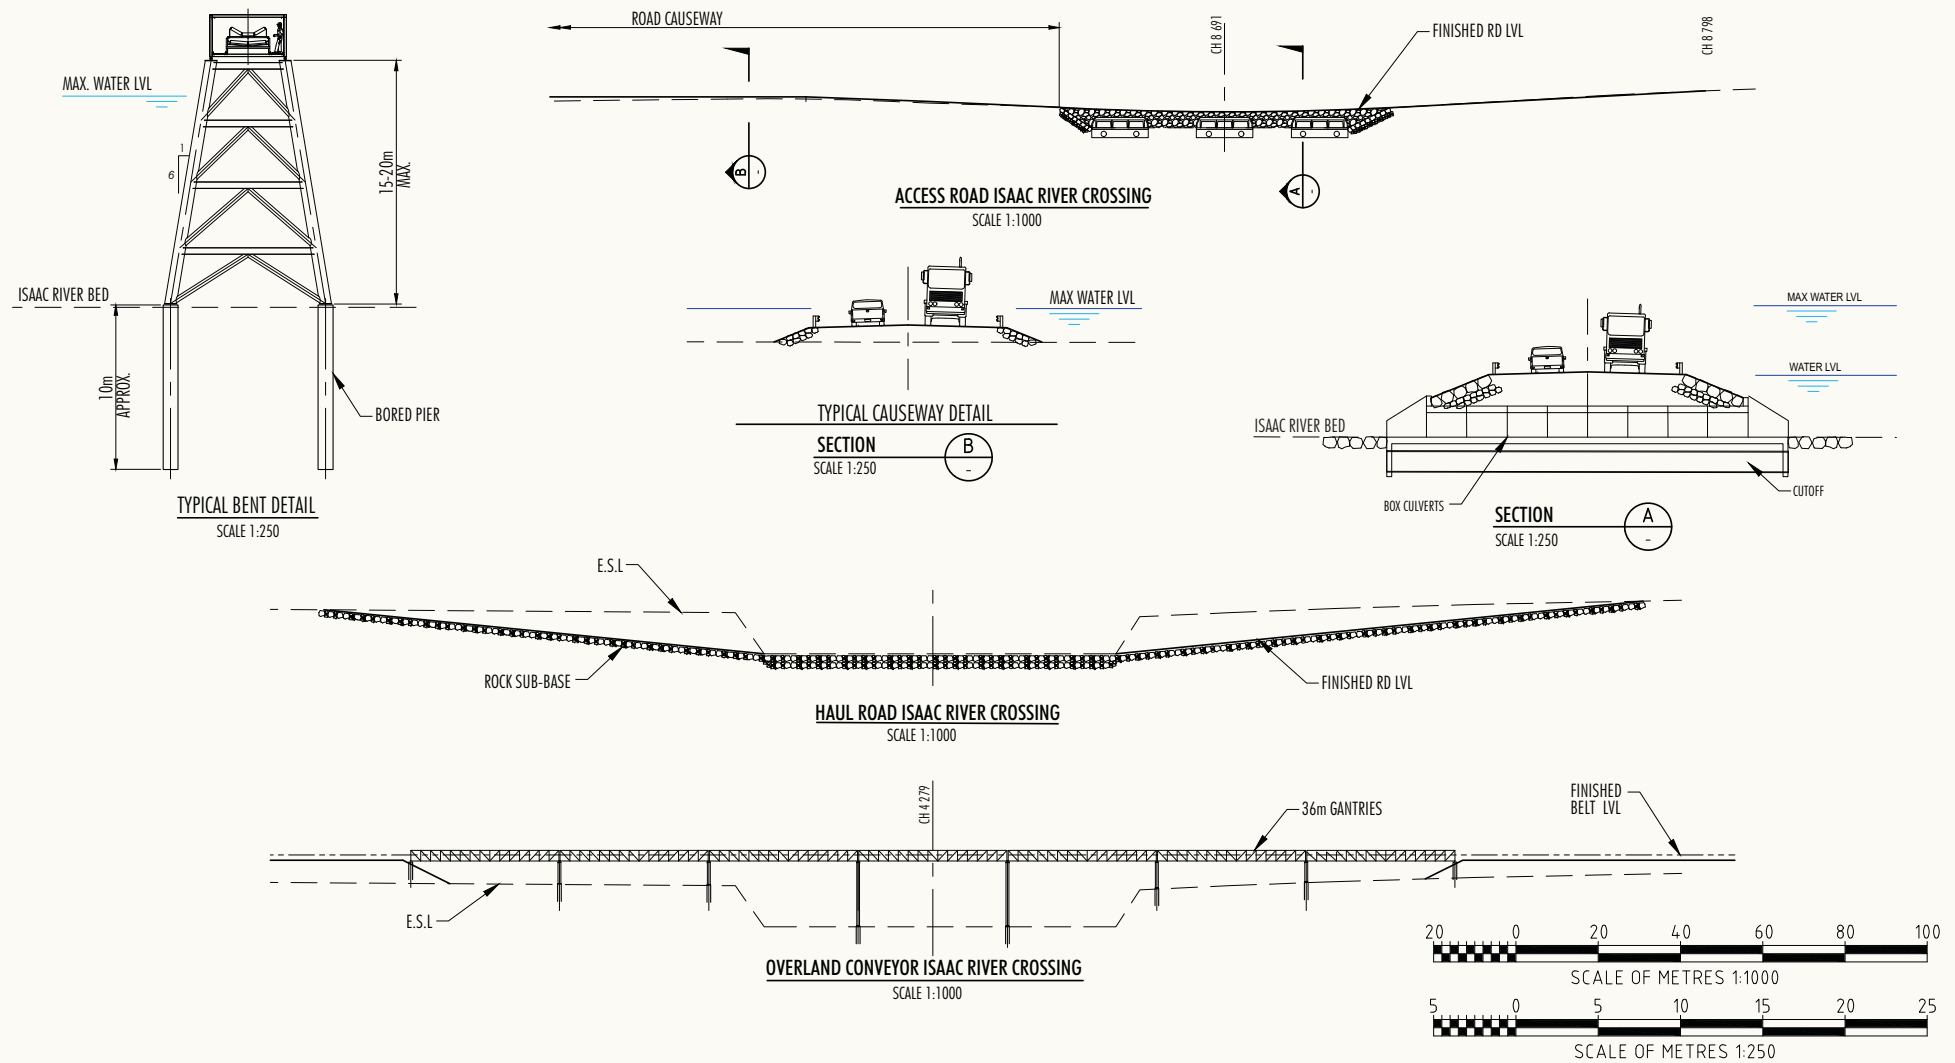 MAX. WATER LVL
1
6
15-20m
MAX.
ISAAC RIVER BED
10m
APPROX.
BORED PIER
TYPICAL BENT DETAIL
SCALE 1:250
ROAD CAUSEWAY
CH 8 691
FINISHED RD LVL
CH 8 798
B
-
A
-
ACCESS ROAD ISAAC RIVER CROSSING
SCALE 1:1000
MAX WATER LVL
TYPICAL CAUSEWAY DETAIL
SECTION
SCALE 1:250
B
-
MAX WATER LVL
WATER LVL
ISAAC RIVER BED
BOX CULVERTS
CUTOFF
SECTION
SCALE 1:250
A
-
E.S.L
ROCK SUB-BASE
FINISHED RD LVL
HAUL ROAD ISAAC RIVER CROSSING
SCALE 1:1000
CH 4 279
36m GANTRIES
FINISHED
BELT LVL
E.S.L
OVERLAND CONVEYOR ISAAC RIVER CROSSING
SCALE 1:1000
20 0 20 40 60 80 100
SCALE OF METRES 1:1000
5 0 5 10 15 20 25
SCALE OF METRES 1:250